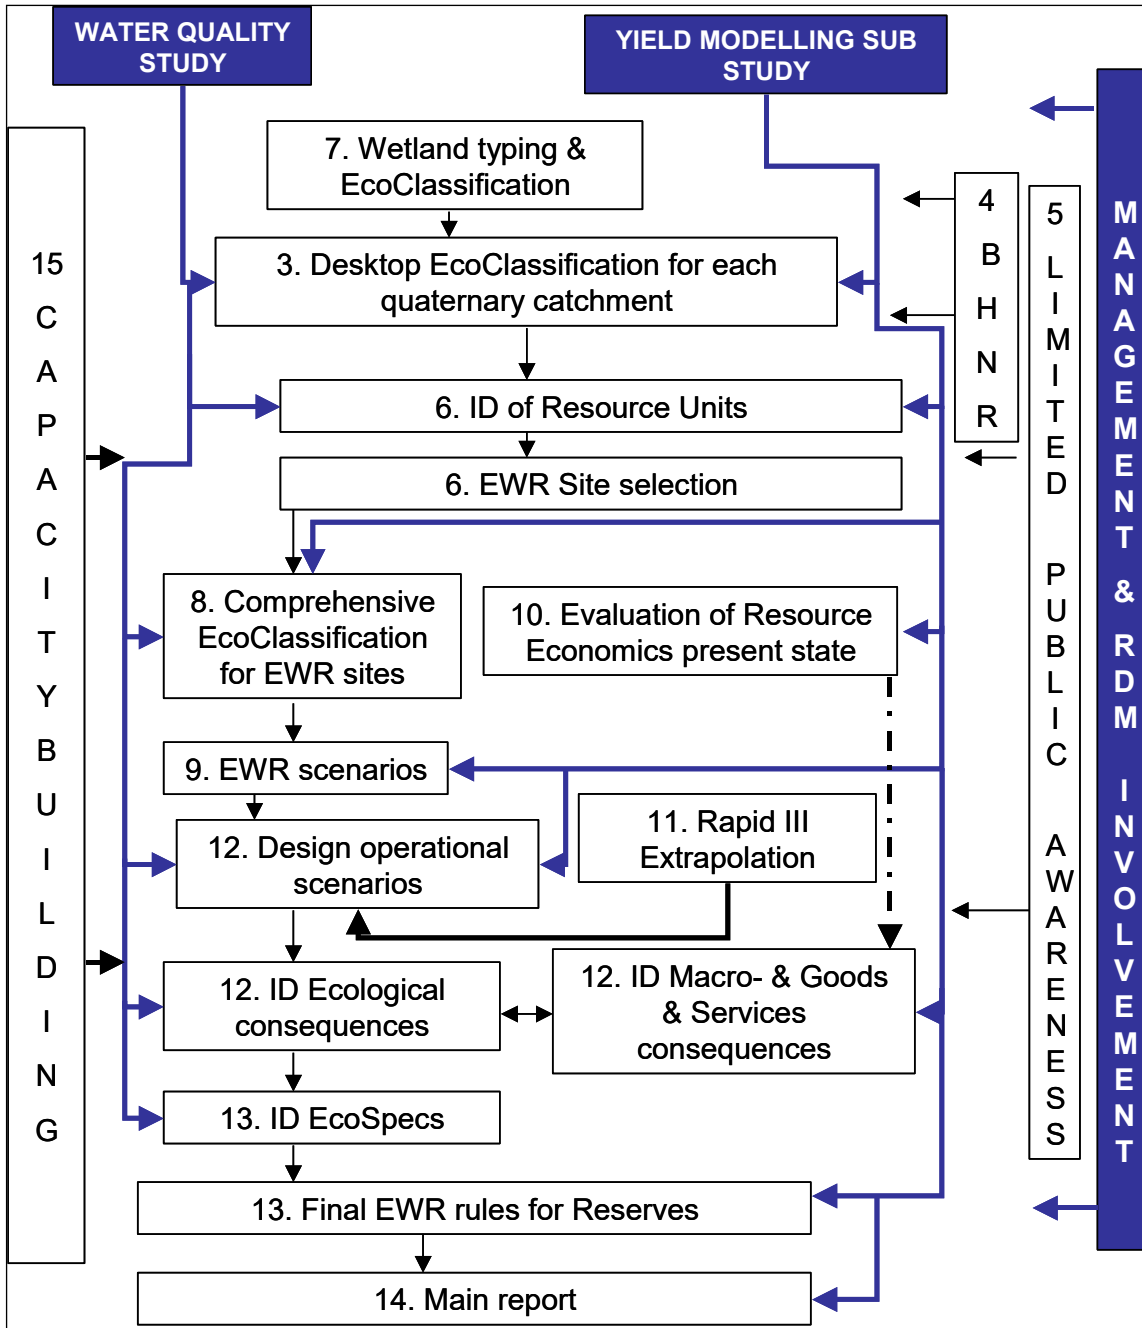 WATER QUALITY
STUDY
YIELD MODELLING SUB
STUDY
7. Wetland typing &
EcoClassification
3. Desktop EcoClassification for each
quaternary catchment
6. ID of Resource Units
6. EWR Site selection
8. Comprehensive
EcoClassification
for EWR sites
10. Evaluation of Resource
Economics present state
9. EWR scenarios
11. Rapid III
Extrapolation
12. Design operational
scenarios
12. ID Ecological
consequences
12. ID Macro- & Goods
& Services
consequences
13. ID EcoSpecs
13. Final EWR rules for Reserves
14. Main report
15 CAPACITYBUILDING
4 BHNR
5 LIMITED PUBLIC AWARENESS
MANAGEMENT & RDM INVOLVEMENT